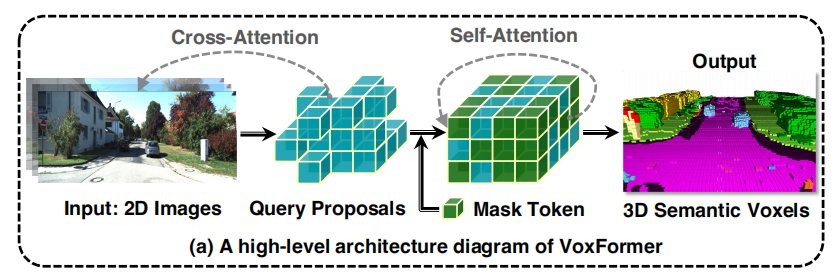 Cross-Attention
Self-Attention
Output
Input: 2D Images
Query Proposals
Mask Token
3D Semantic Voxels
(a) A high-level architecture diagram of VoxFormer